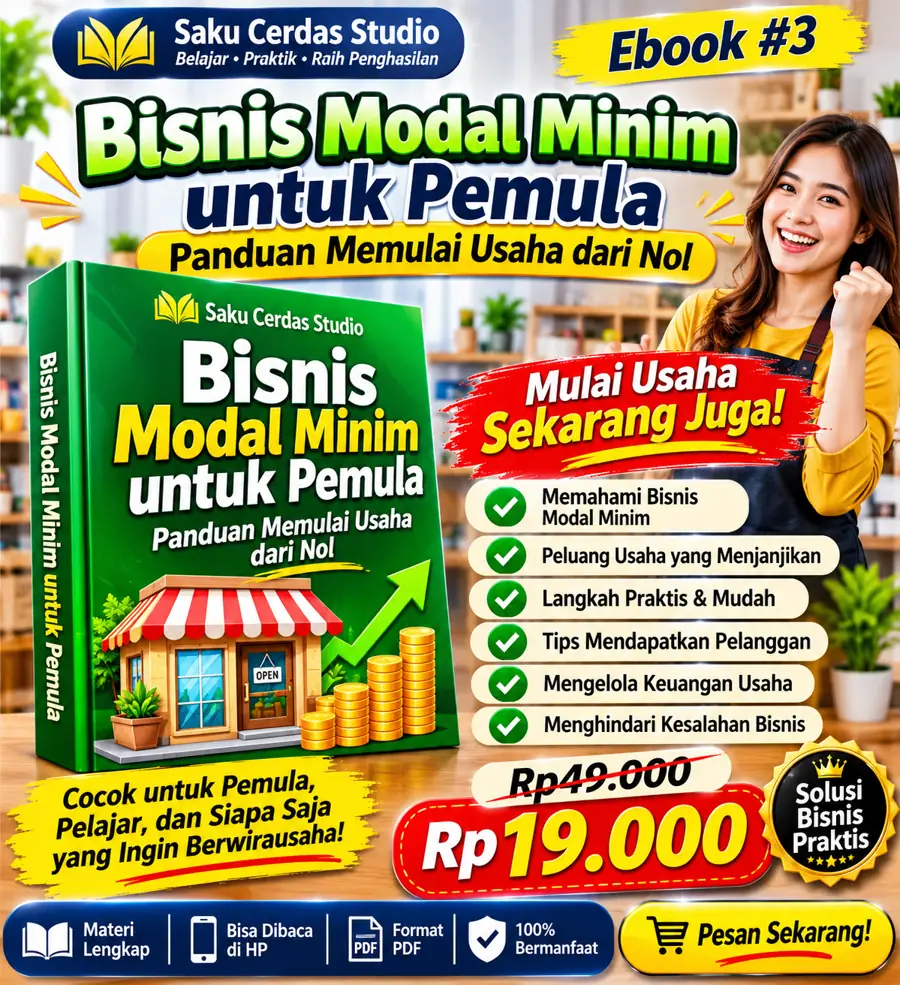 Saku Cerdas Studio
Belajar • Praktik • Raih Penghasilan
Ebook #3
Bisnis Modal Minim
untuk Pemula
Panduan Memulai Usaha dari Nol
Saku Cerdas Studio
Bisnis
Modal Minim
untuk Pemula
Panduan Memulai Usaha
dari Nol
OPEN
Bisnis Modal Minim untuk Pemula
Mulai Usaha
Sekarang Juga!
Memahami Bisnis
Modal Minim
Peluang Usaha yang Menjanjikan
Langkah Praktis & Mudah
Tips Mendapatkan Pelanggan
Mengelola Keuangan Usaha
Menghindari Kesalahan Bisnis
Cocok untuk Pemula,
Pelajar, dan Siapa Saja
yang Ingin Berwirausaha!
Rp49.000
Rp19.000
Solusi
Bisnis
Praktis
Materi
Lengkap
Bisa Dibaca
di HP
PDF
Format
PDF
100%
Bermanfaat
Pesan Sekarang!